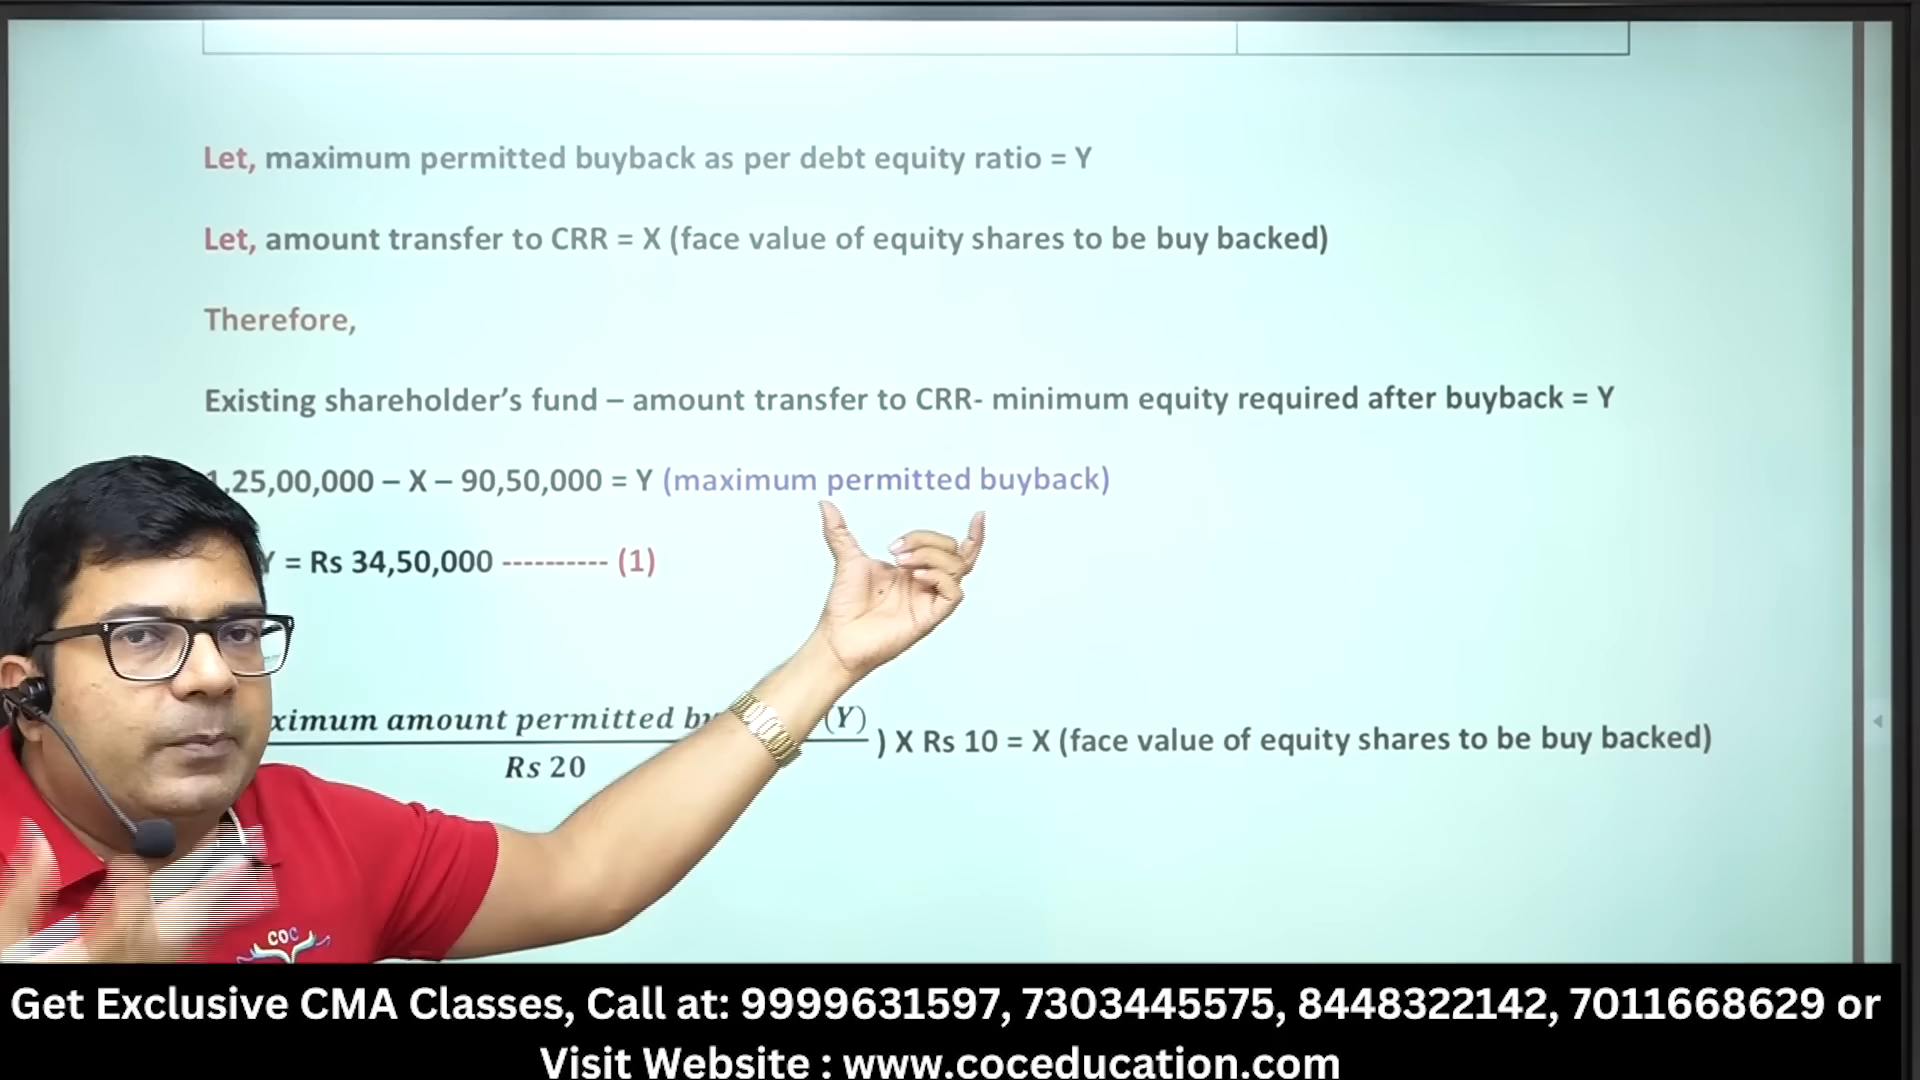 Let, maximum permitted buyback as per debt equity ratio = Y
Let, amount transfer to CRR = X (face value of equity shares to be buy backed)
Therefore,
Existing shareholder's fund – amount transfer to CRR- minimum equity required after buyback = Y
1,25,00,000 – X – 90,50,000 = Y (maximum permitted buyback)
Y = Rs 34,50,000 ---------- (1)
ximum amount permitted (Y)
Rs 20
) X Rs 10 = X (face value of equity shares to be buy backed)
COC
Get Exclusive CMA Classes, Call at: 9999631597, 7303445575, 8448322142, 7011668629 or
Visit Website : www.coceducation.com